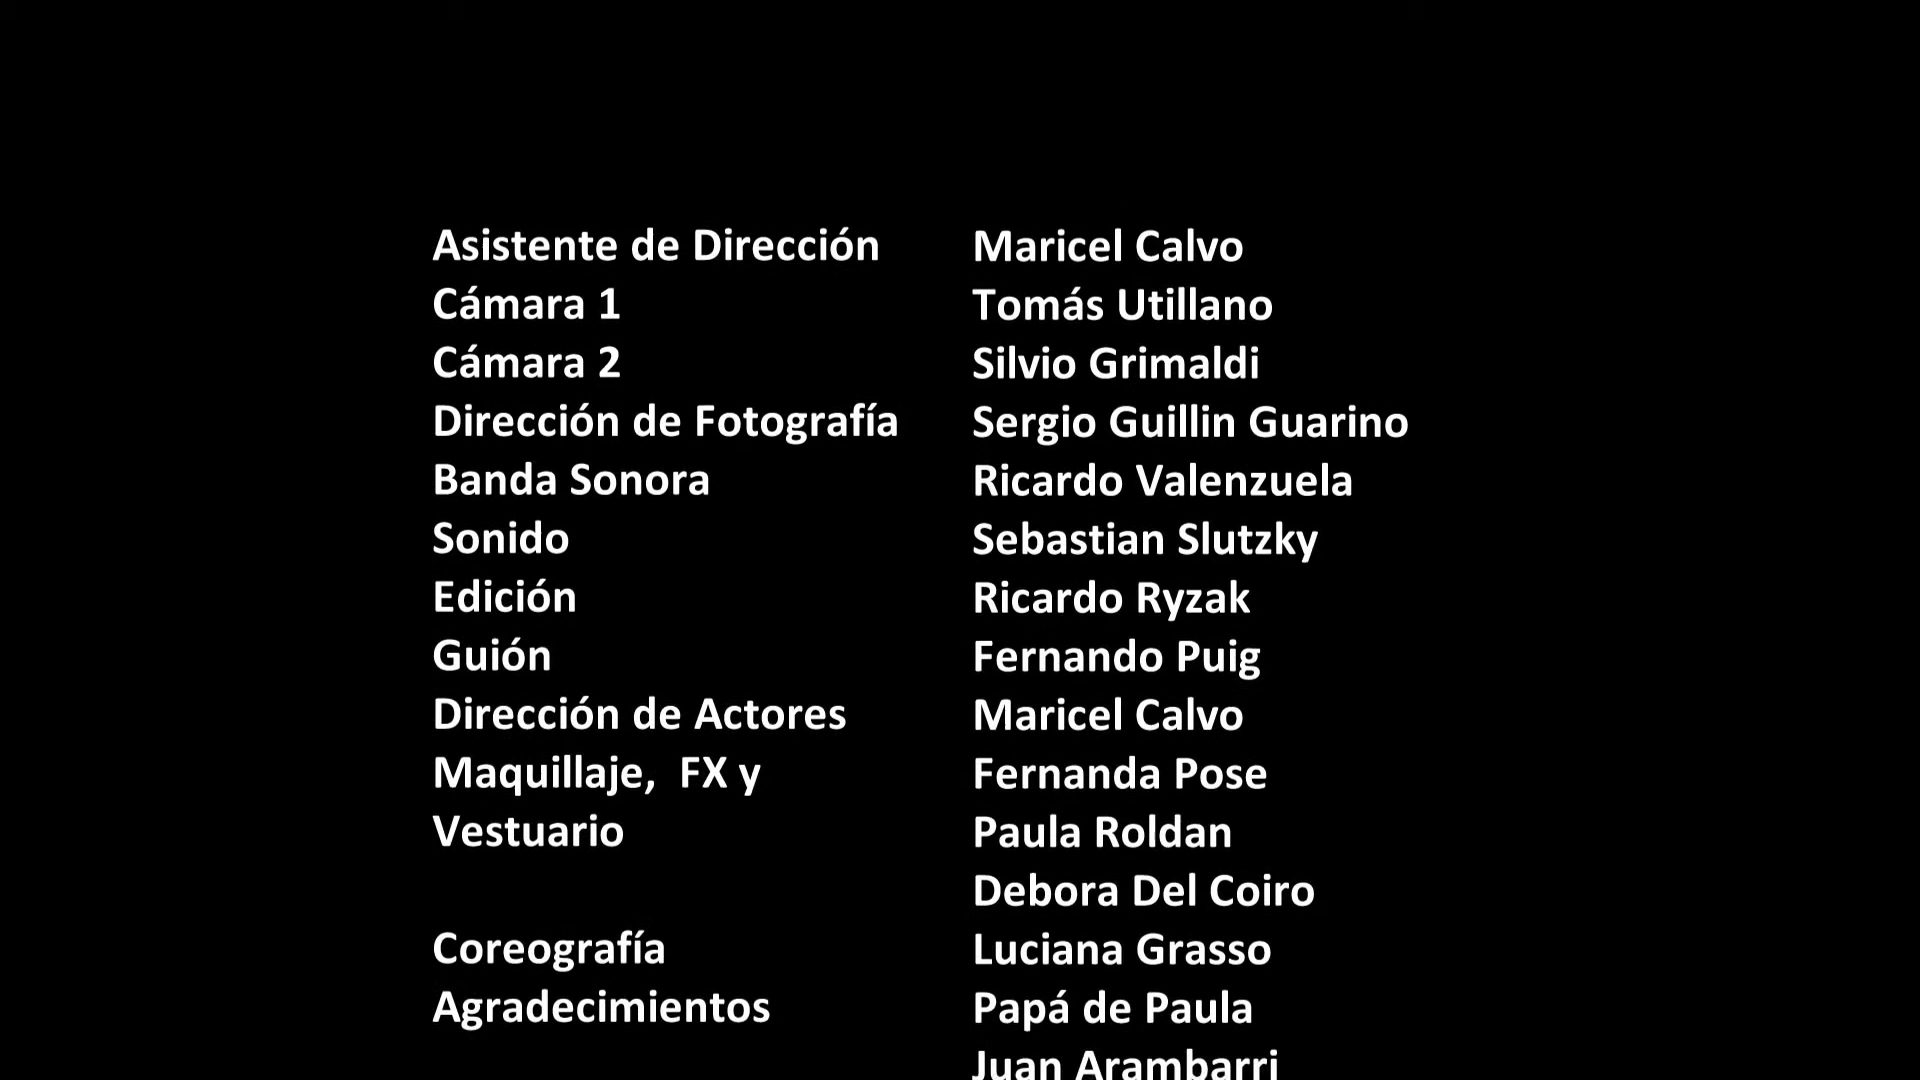 Asistente de Dirección Maricel Calvo
Cámara 1 Tomás Utillano
Cámara 2 Silvio Grimaldi
Dirección de Fotografía Sergio Guillin Guarino
Banda Sonora Ricardo Valenzuela
Sonido Sebastian Slutzky
Edición Ricardo Ryzak
Guión Fernando Puig
Dirección de Actores Maricel Calvo
Maquillaje, FX y Fernanda Pose
Vestuario Paula Roldan
Debora Del Coiro
Coreografía Luciana Grasso
Agradecimientos Papá de Paula
Juan Arambarri